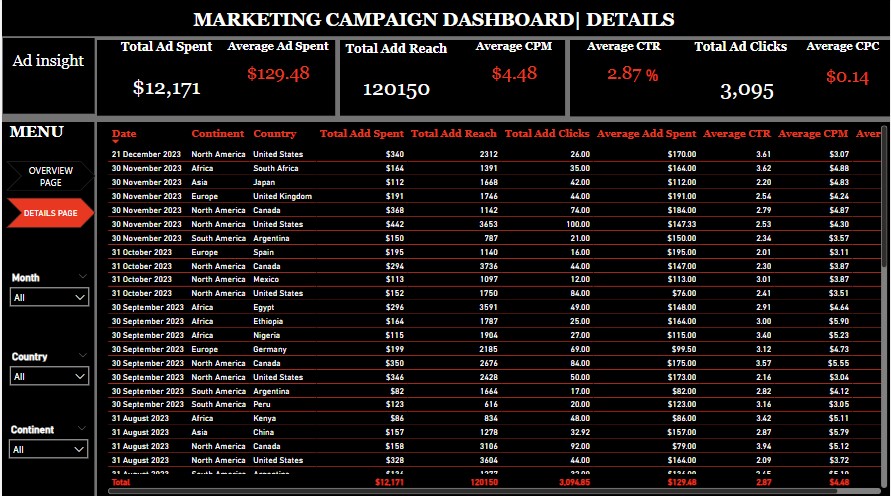 MARKETING CAMPAIGN DASHBOARD| DETAILS
Ad insight
Total Ad Spent Average Ad Spent Total Add Reach Average CPM Average CTR Total Ad Clicks Average CPC
$12,171 $129.48 120150 $4.48 2.87 % 3,095 $0.14
MENU
OVERVIEW
PAGE
DETAILS PAGE
Month
All
Country
All
Continent
All
Date Continent Country Total Add Spent Total Add Reach Total Add Clicks Average Add Spent Average CTR Average CPM Aver
21 December 2023 North America United States $340 2312 26.00 $170.00 3.61 $3.07
30 November 2023 Africa South Africa $164 1391 35.00 $164.00 3.62 $4.88
30 November 2023 Asia Japan $112 1668 42.00 $112.00 2.20 $4.83
30 November 2023 Europe United Kingdom $191 1746 44.00 $191.00 2.54 $4.24
30 November 2023 North America Canada $368 1142 74.00 $184.00 2.79 $4.87
30 November 2023 North America United States $442 3653 100.00 $147.33 2.53 $4.30
30 November 2023 South America Argentina $150 787 21.00 $150.00 2.34 $3.57
31 October 2023 Europe Spain $195 1140 16.00 $195.00 2.01 $3.11
31 October 2023 North America Canada $294 3736 44.00 $147.00 2.30 $3.87
31 October 2023 North America Mexico $113 1097 12.00 $113.00 3.01 $3.87
31 October 2023 North America United States $152 1750 84.00 $76.00 2.41 $3.51
30 September 2023 Africa Egypt $296 3591 49.00 $148.00 2.91 $4.64
30 September 2023 Africa Ethiopia $164 1787 25.00 $164.00 3.00 $5.90
30 September 2023 Africa Nigeria $115 1904 27.00 $115.00 3.40 $5.23
30 September 2023 Europe Germany $199 2185 69.00 $99.50 3.12 $4.73
30 September 2023 North America Canada $350 2676 84.00 $175.00 3.57 $5.55
30 September 2023 North America United States $346 2428 50.00 $173.00 2.16 $3.04
30 September 2023 South America Argentina $82 1664 17.00 $82.00 2.82 $4.12
30 September 2023 South America Peru $123 616 20.00 $123.00 3.16 $3.05
31 August 2023 Africa Kenya $86 834 48.00 $86.00 3.42 $5.11
31 August 2023 Asia China $157 1278 32.92 $157.00 2.87 $5.79
31 August 2023 North America Canada $158 3106 92.00 $79.00 3.94 $5.12
31 August 2023 North America United States $328 3604 44.00 $164.00 2.09 $3.72
31 August 2023 South America Argentina
Total $12,171 120150 3,094.85 $129.48 2.87 $4.48